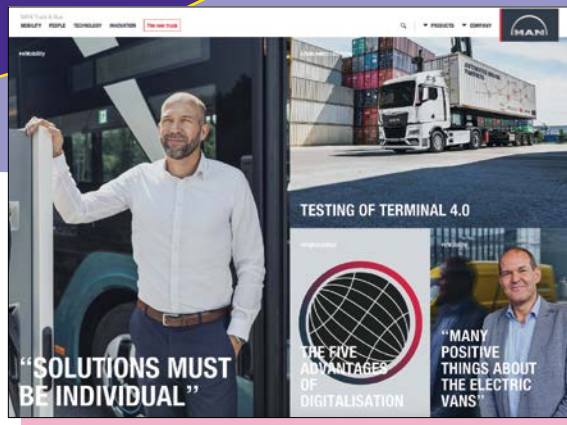 MAN Truck & Bus
MOBILITY PEOPLE TECHNOLOGY INNOVATION The new truck
PRODUCTS COMPANY
MAN
#eMobility
TESTING OF TERMINAL 4.0
"SOLUTIONS MUST
BE INDIVIDUAL"
THE FIVE
ADVANTAGES
OF
DIGITALISATION
"MANY
POSITIVE
THINGS ABOUT
THE ELECTRIC
VANS"